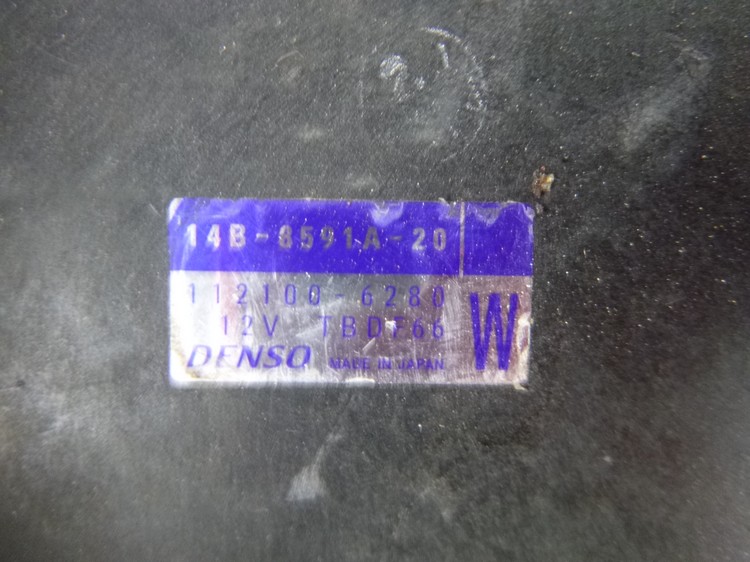 14B-8591A-20
112100-6280
12V TBDF66
DENSO MADE IN JAPAN
W